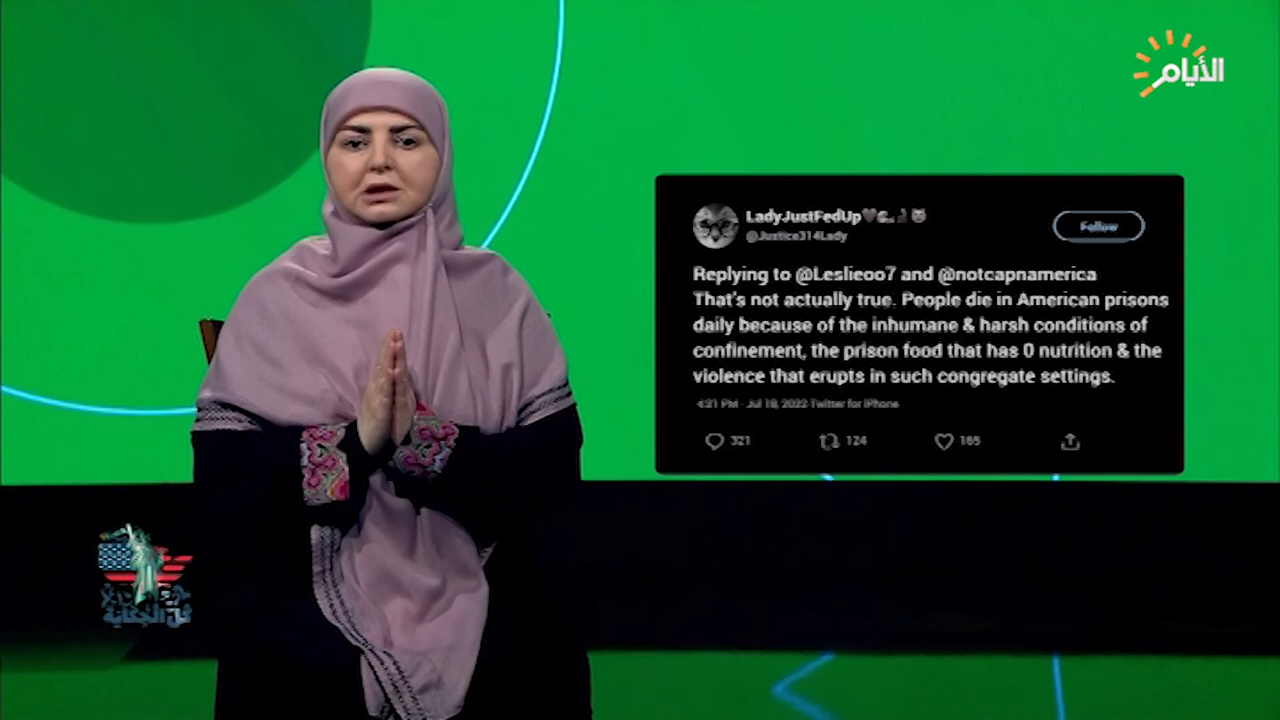 الأيام
LadyJustFedUp
@Justice314Lady
Follow
Replying to @Leslieoo7 and @notcapnamerica
That's not actually true. People die in American prisons
daily because of the inhumane & harsh conditions of
confinement, the prison food that has 0 nutrition & the
violence that erupts in such congregate settings.
4:21 PM · Jul 18, 2022 Twitter for iPhone
321 124 165
كل الحكاية